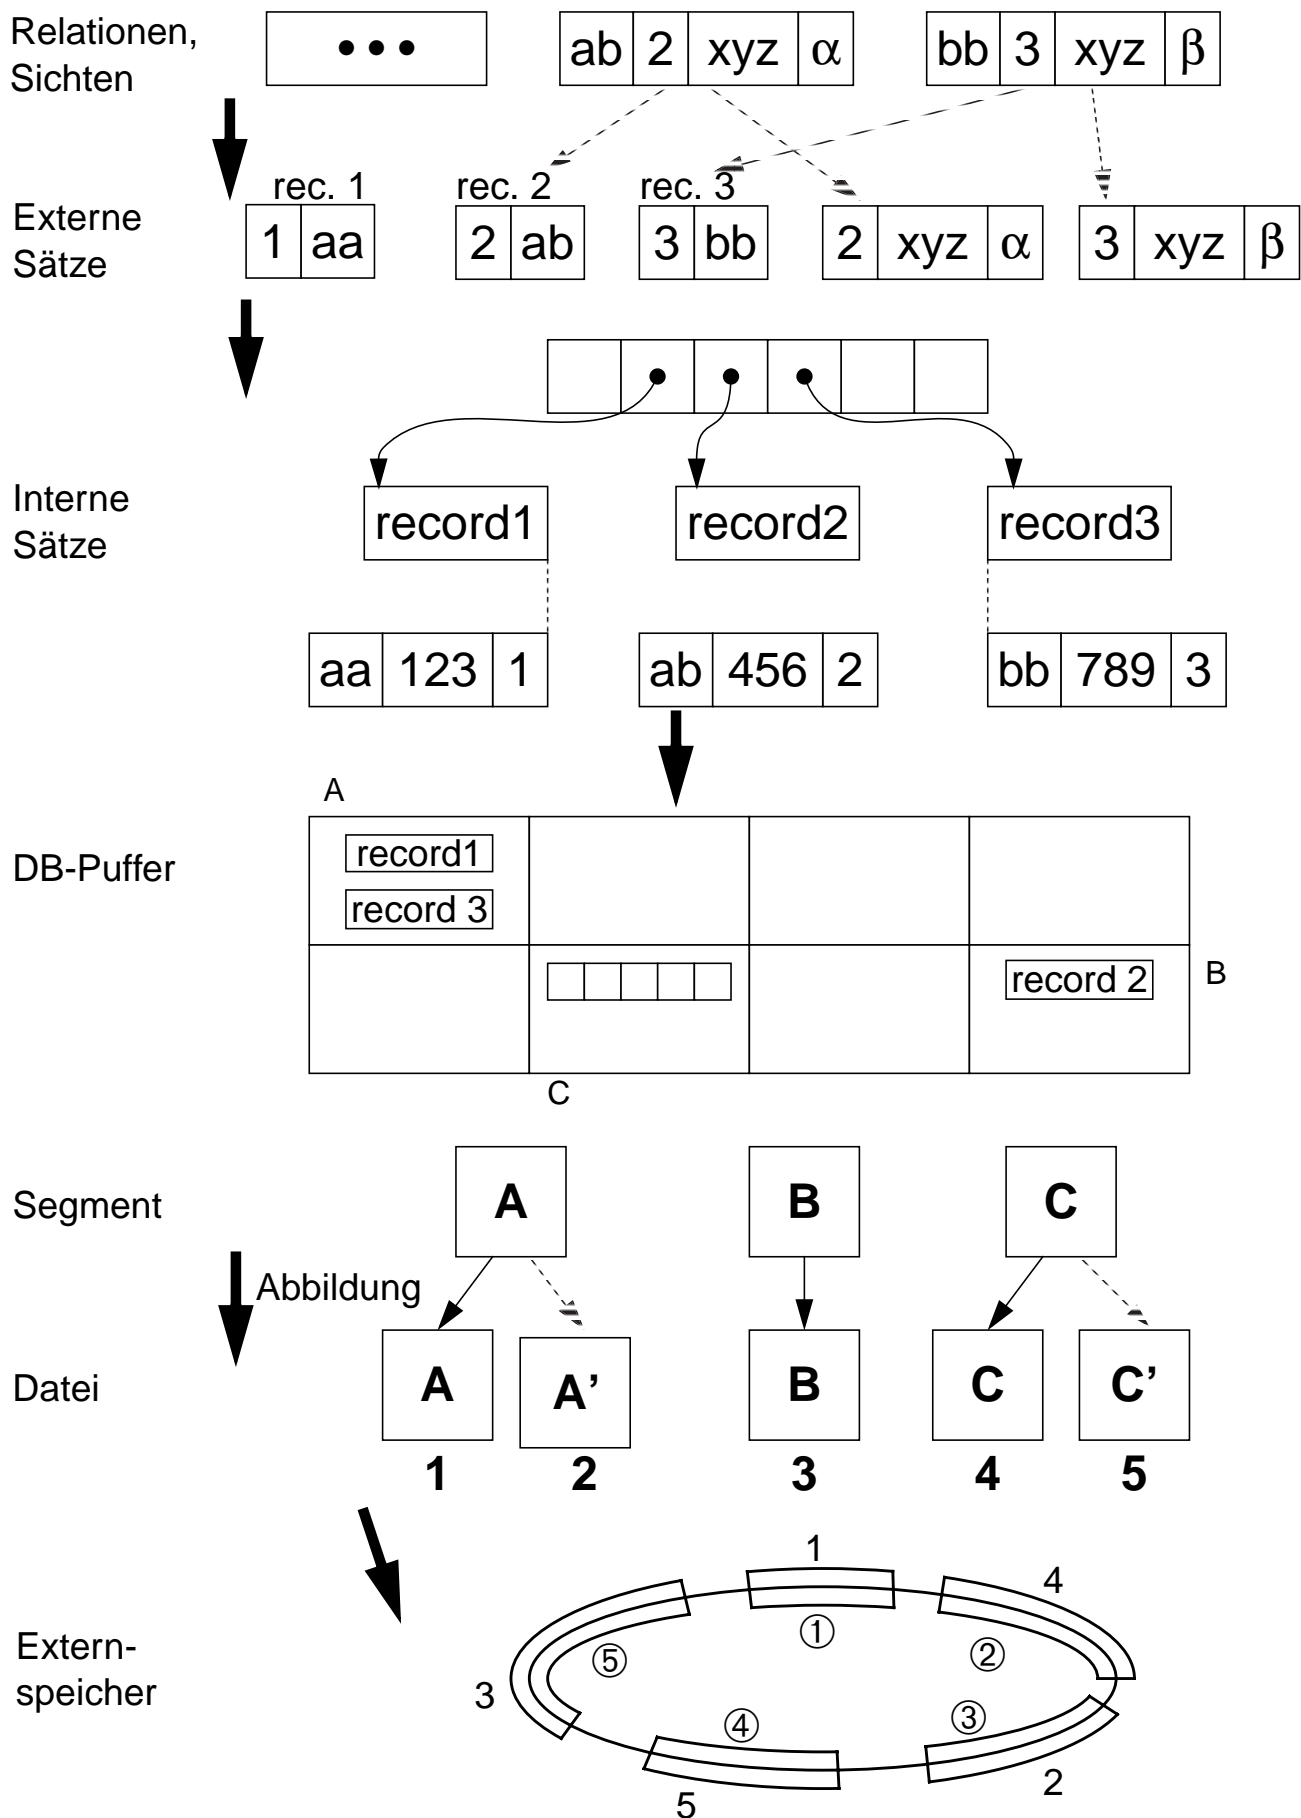 Relationen,
Sichten
•••
ab 2 xyz α
bb 3 xyz β
rec. 1
rec. 2
rec. 3
Externe
Sätze
1 aa
2 ab
3 bb
2 xyz α
3 xyz β
Interne
Sätze
record1
record2
record3
aa 123 1
ab 456 2
bb 789 3
A
DB-Puffer
record1
record 3
record 2
B
C
Segment
A
B
C
Abbildung
Datei
A
A’
B
C
C’
1
2
3
4
5
Extern-
speicher
1
4
①
②
⑤
3
④
③
2
5